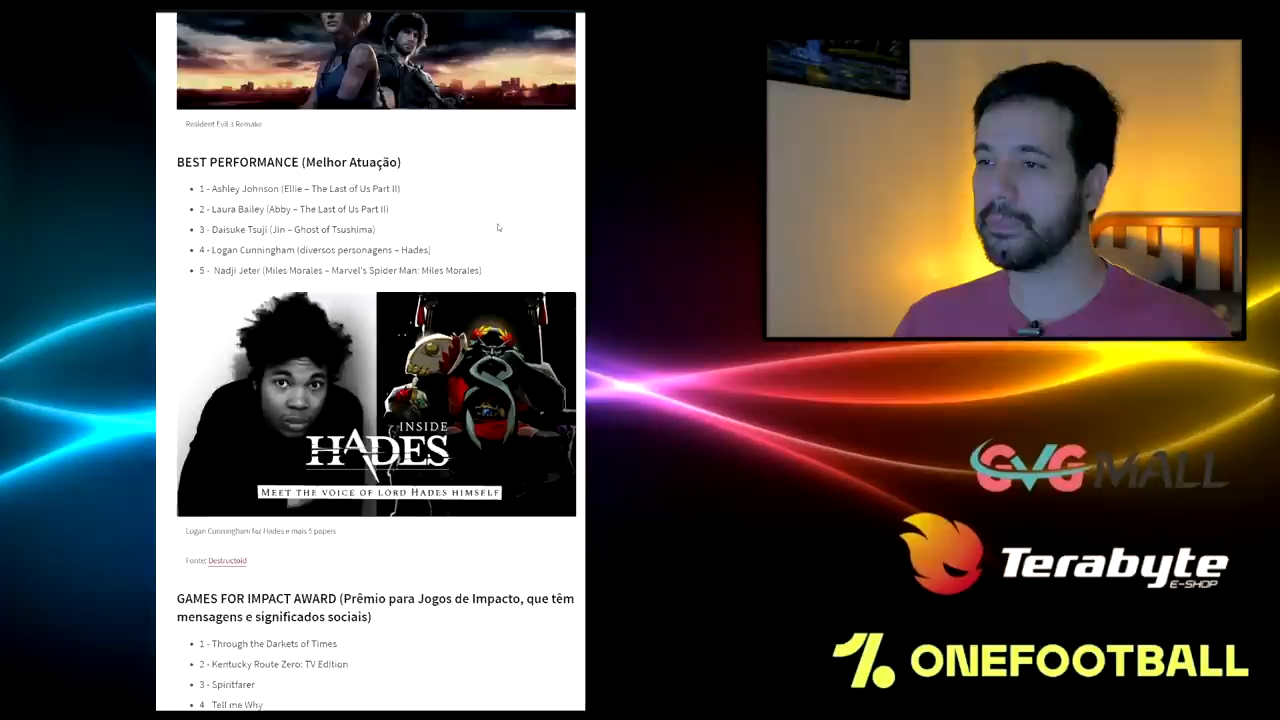 Resident Evil 3 Remake
BEST PERFORMANCE (Melhor Atuação)
1 - Ashley Johnson (Ellie – The Last of Us Part II)
2 - Laura Bailey (Abby – The Last of Us Part II)
3 - Daisuke Tsuji (Jin – Ghost of Tsushima)
4 - Logan Cunningham (diversos personagens – Hades)
5 - Nadji Jeter (Miles Morales – Marvel's Spider Man: Miles Morales)
INSIDE
HADES
MEET THE VOICE OF LORD HADES HIMSELF
Logan Cunningham faz Hades e mais 5 papeis
Fonte: Destructoid
GAMES FOR IMPACT AWARD (Prêmio para Jogos de Impacto, que têm
mensagens e significados sociais)
1 - Through the Darkets of Times
2 - Kentucky Route Zero: TV Edition
3 - Spiritfarer
4 Tell me Why
GVGMALL
Terabyte
E-SHOP
ONEFOOTBALL